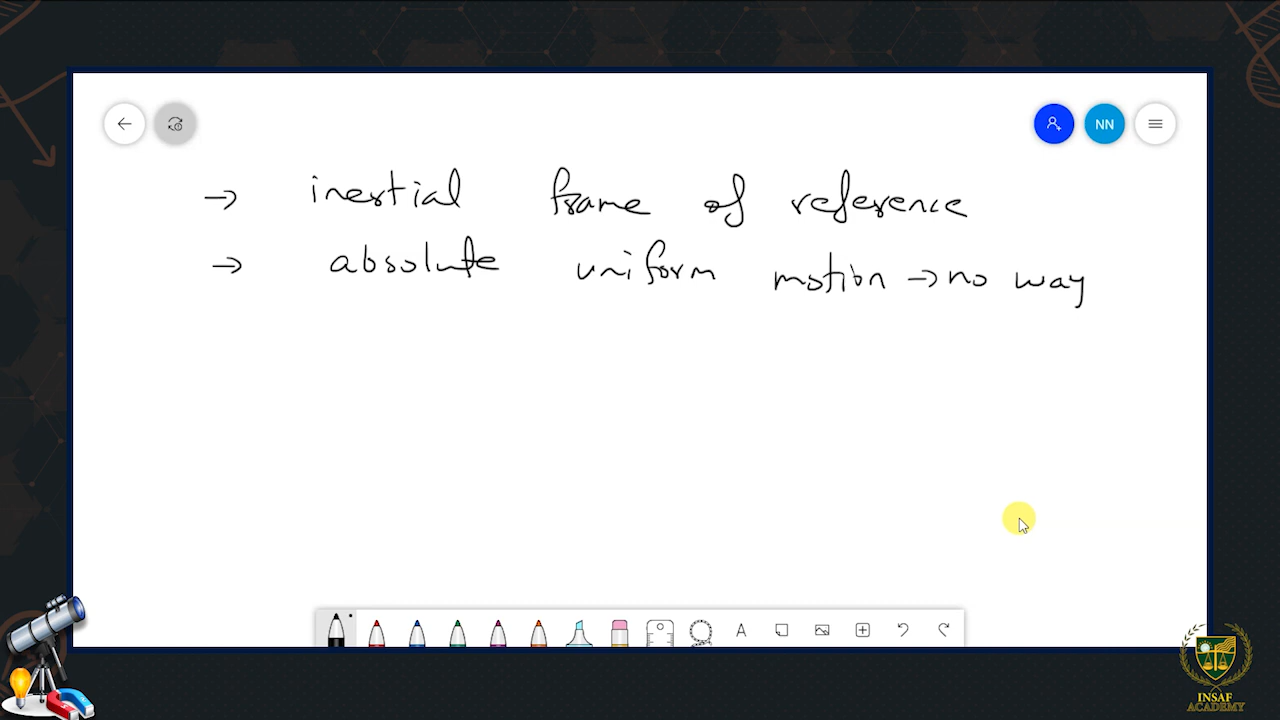 NN
→ inertial frame of reference
→ absolute uniform motion → no way
A
INSAF
ACADEMY